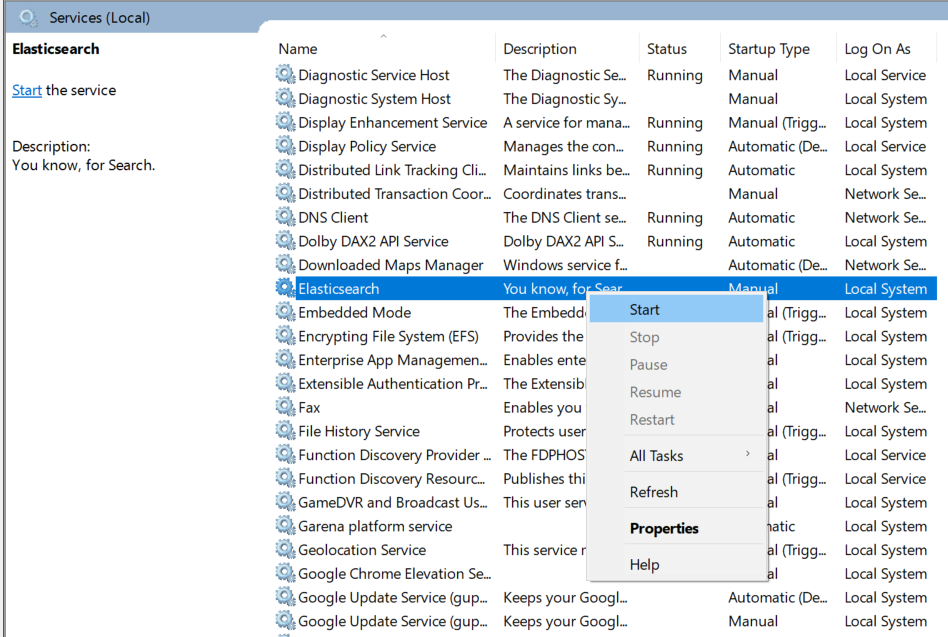 Services (Local)
Elasticsearch
Start the service
Description:
You know, for Search.
Name Description Status Startup Type Log On As
Diagnostic Service Host The Diagnostic Se... Running Manual Local Service
Diagnostic System Host The Diagnostic Sy... Manual Local System
Display Enhancement Service A service for mana... Running Manual (Trigg... Local System
Display Policy Service Manages the con... Running Automatic (De... Local Service
Distributed Link Tracking Cli... Maintains links be... Running Automatic Local System
Distributed Transaction Coor... Coordinates trans... Manual Network Se...
DNS Client The DNS Client se... Running Automatic Network Se...
Dolby DAX2 API Service Dolby DAX2 API S... Running Automatic Local System
Downloaded Maps Manager Windows service f... Automatic (De... Network Se...
Elasticsearch You know, for Sear Manual Local System
Embedded Mode The Embedd al (Trigg... Local System
Encrypting File System (EFS) Provides the al (Trigg... Local System
Enterprise App Managemen... Enables ente al Local System
Extensible Authentication Pr... The Extensib al Local System
Fax Enables you al Network Se...
File History Service Protects user al (Trigg... Local System
Function Discovery Provider ... The FDPHOS al Local Service
Function Discovery Resourc... Publishes thi al (Trigg... Local Service
GameDVR and Broadcast Us... This user serv al Local System
Garena platform service atic Local System
Geolocation Service This service al (Trigg... Local System
Google Chrome Elevation Se... al Local System
Google Update Service (gup... Keeps your Googl... Automatic (De... Local System
Google Update Service (gup... Keeps your Googl... Manual Local System
Start
Stop
Pause
Resume
Restart
All Tasks
Refresh
Properties
Help